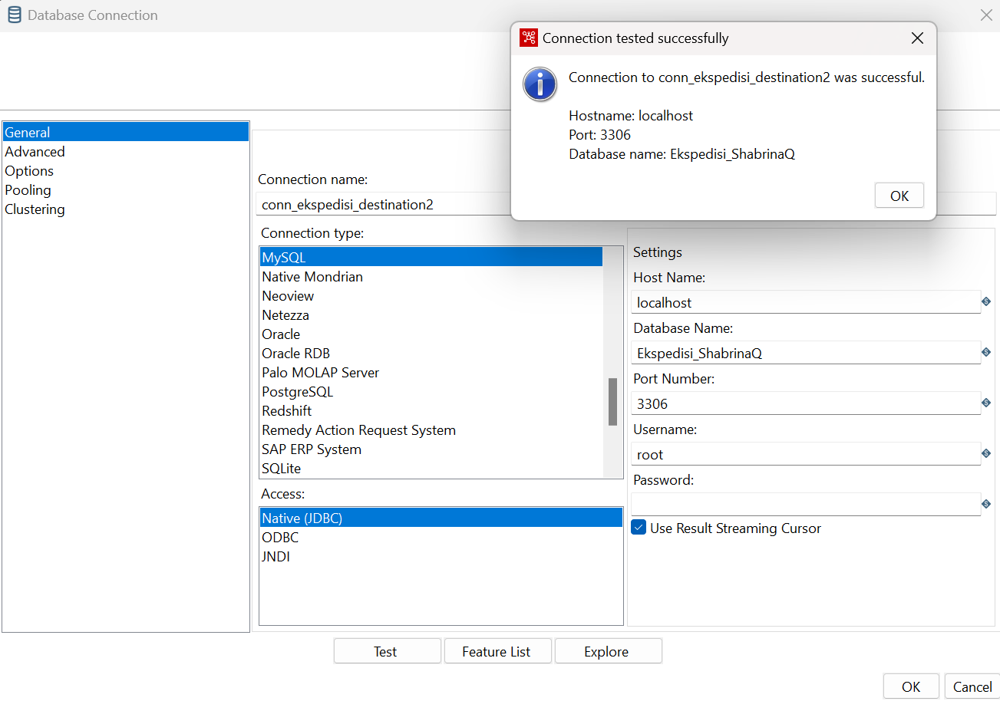 Database Connection
Connection tested successfully
Connection to conn_ekspedisi_destination2 was successful.
Hostname: localhost
Port: 3306
Database name: Ekspedisi_ShabrinaQ
OK
General
Advanced
Options
Pooling
Clustering
Connection name:
conn_ekspedisi_destination2
Connection type:
MySQL
Native Mondrian
Neoview
Netezza
Oracle
Oracle RDB
Palo MOLAP Server
PostgreSQL
Redshift
Remedy Action Request System
SAP ERP System
SQLite
Access:
Native (JDBC)
ODBC
JNDI
Settings
Host Name:
localhost
Database Name:
Ekspedisi_ShabrinaQ
Port Number:
3306
Username:
root
Password:
Use Result Streaming Cursor
Test
Feature List
Explore
OK
Cancel